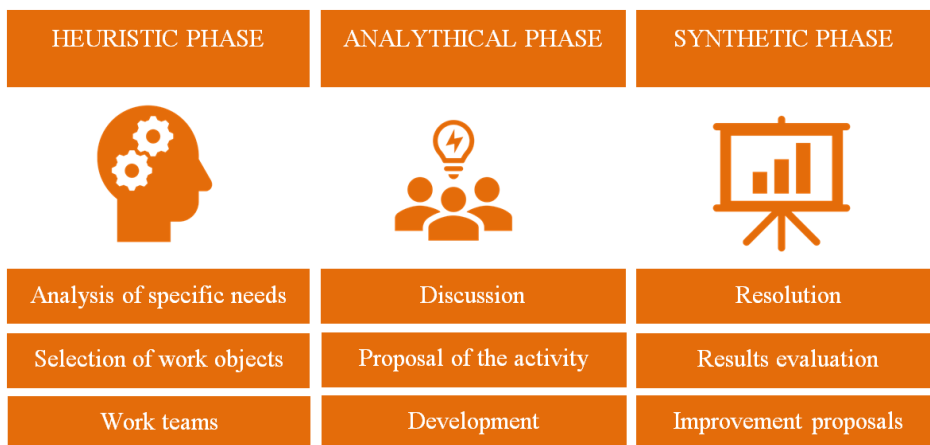 HEURISTIC PHASE
ANALYTHICAL PHASE
SYNTHETIC PHASE
Analysis of specific needs
Discussion
Resolution
Selection of work objects
Proposal of the activity
Results evaluation
Work teams
Development
Improvement proposals